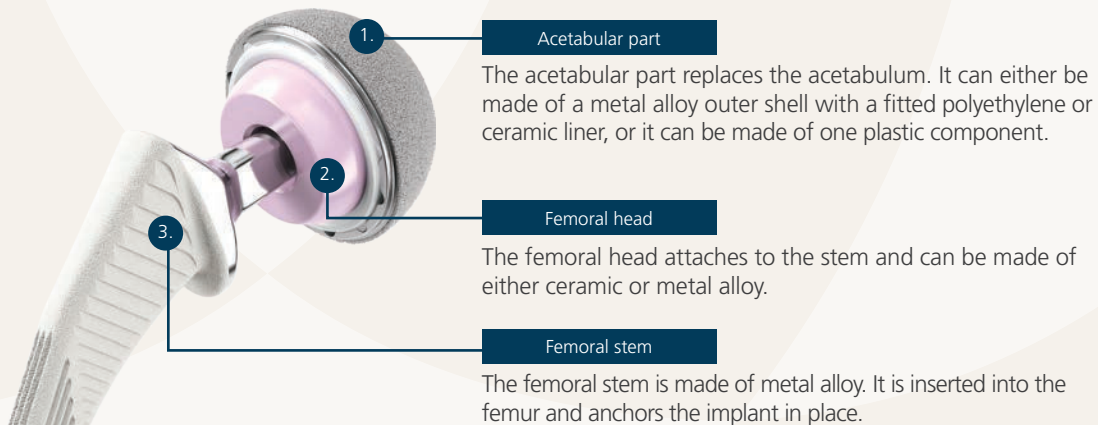 1.
Acetabular part
The acetabular part replaces the acetabulum. It can either be
made of a metal alloy outer shell with a fitted polyethylene or
ceramic liner, or it can be made of one plastic component.
2.
Femoral head
The femoral head attaches to the stem and can be made of
either ceramic or metal alloy.
3.
Femoral stem
The femoral stem is made of metal alloy. It is inserted into the
femur and anchors the implant in place.